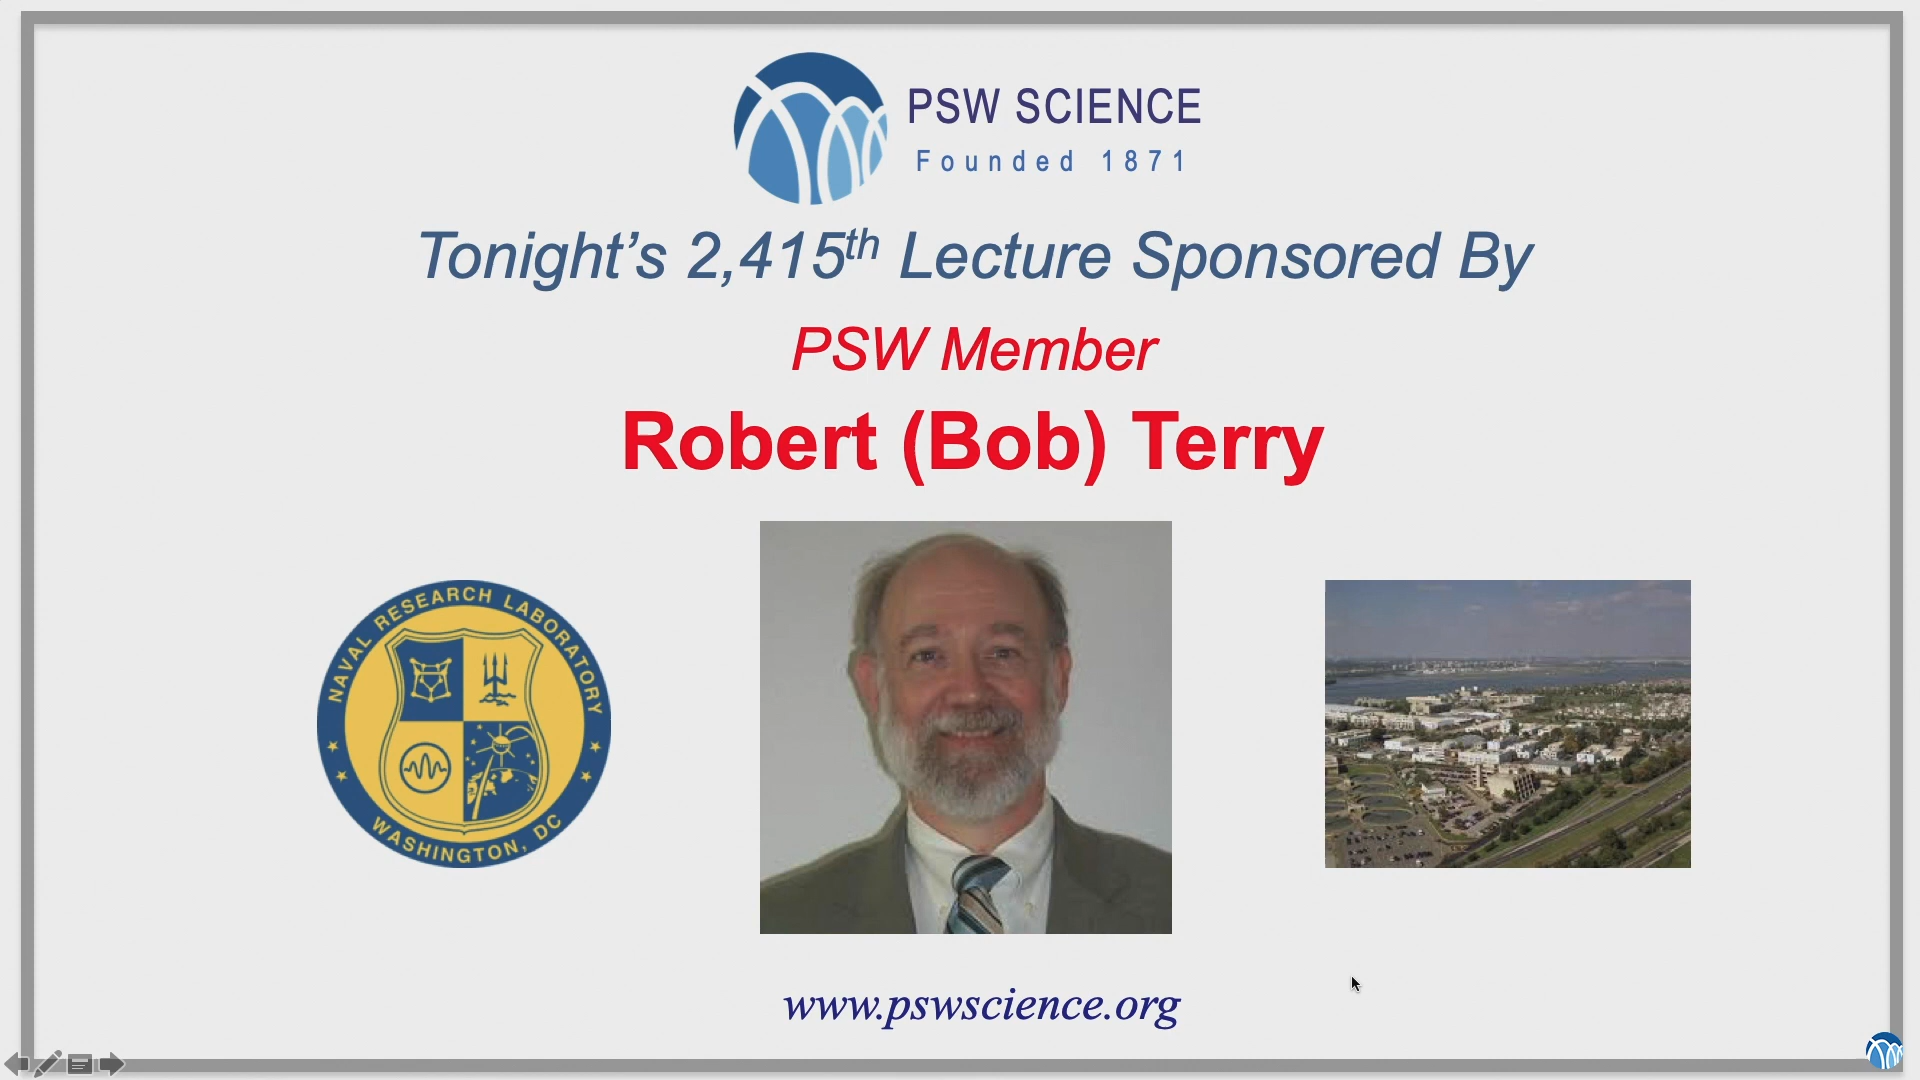 PSW SCIENCE
Founded 1871
Tonight’s 2,415th Lecture Sponsored By
PSW Member
Robert (Bob) Terry
NAVAL RESEARCH LABORATORY
WASHINGTON, DC
www.pswscience.org